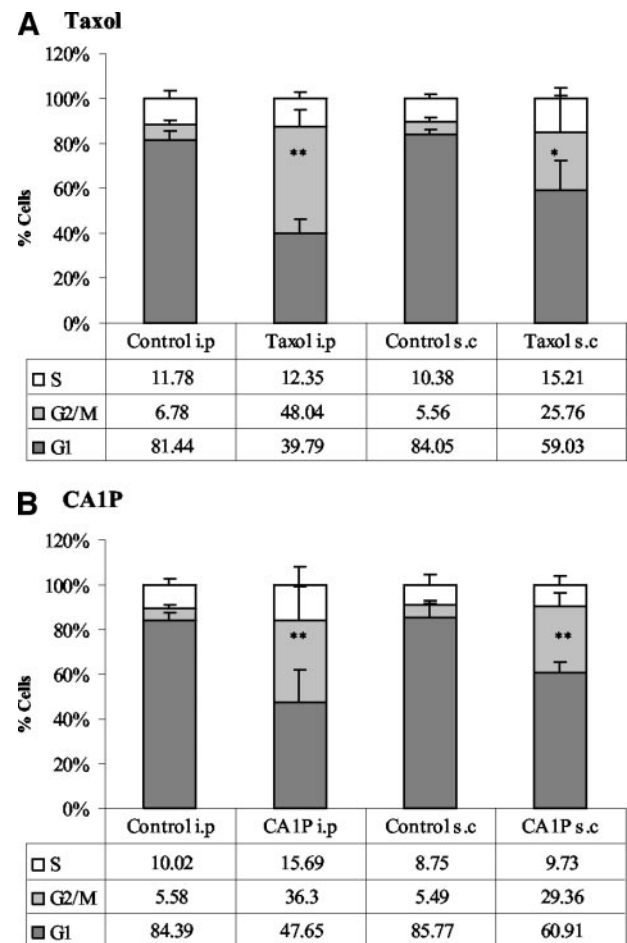 A Taxol
120%
100%
80%
60%
40%
20%
0%
% Cells
** *
Control i.p Taxol i.p Control s.c Taxol s.c
S 11.78 12.35 10.38 15.21
G2/M 6.78 48.04 5.56 25.76
G1 81.44 39.79 84.05 59.03
B CA1P
120%
100%
80%
60%
40%
20%
0%
% Cells
** **
Control i.p CA1P i.p Control s.c CA1P s.c
S 10.02 15.69 8.75 9.73
G2/M 5.58 36.3 5.49 29.36
G1 84.39 47.65 85.77 60.91